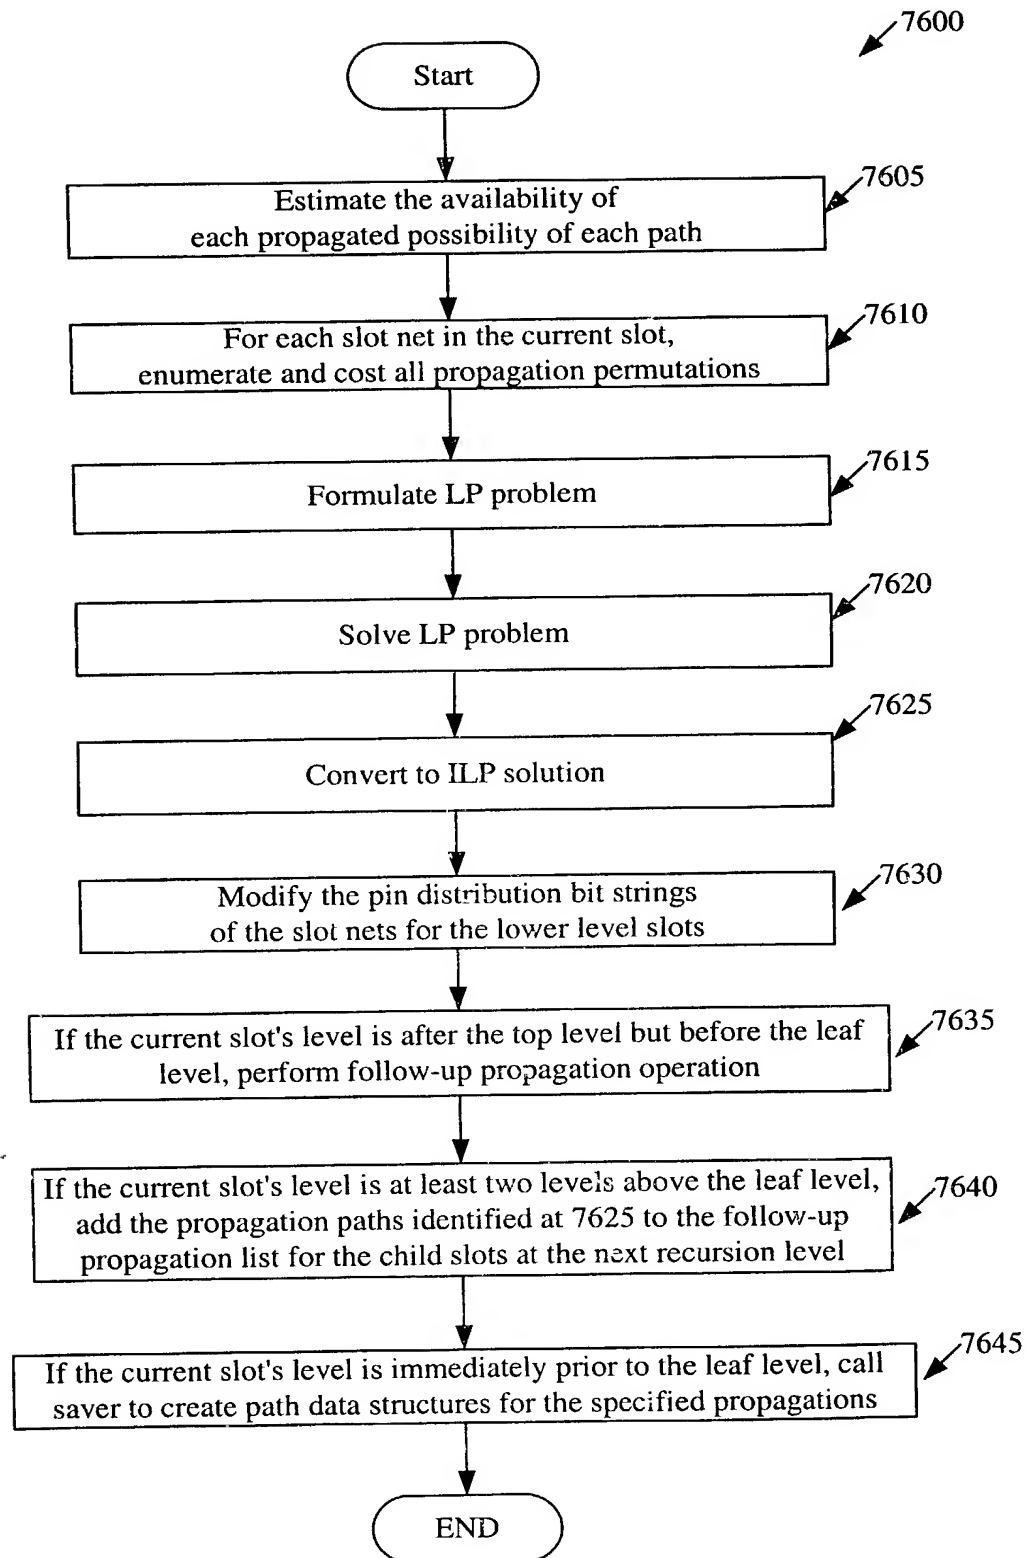 7600
Start
7605
Estimate the availability of
each propagated possibility of each path
7610
For each slot net in the current slot,
enumerate and cost all propagation permutations
7615
Formulate LP problem
7620
Solve LP problem
7625
Convert to ILP solution
7630
Modify the pin distribution bit strings
of the slot nets for the lower level slots
7635
If the current slot's level is after the top level but before the leaf
level, perform follow-up propagation operation
7640
If the current slot's level is at least two levels above the leaf level,
add the propagation paths identified at 7625 to the follow-up
propagation list for the child slots at the next recursion level
7645
If the current slot's level is immediately prior to the leaf level, call
saver to create path data structures for the specified propagations
END